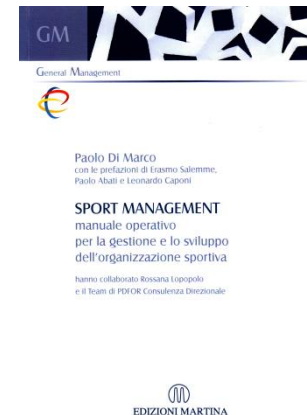 GM
General Management
Paolo Di Marco
con le prefazioni di Erasmo Salemme,
Paolo Abati e Leonardo Caponi
SPORT MANAGEMENT
manuale operativo
per la gestione e lo sviluppo
dell'organizzazione sportiva
hanno collaborato Rossana Lopopolo
e il Team di PDFOR Consulenza Direzionale
EDIZIONI MARTINA